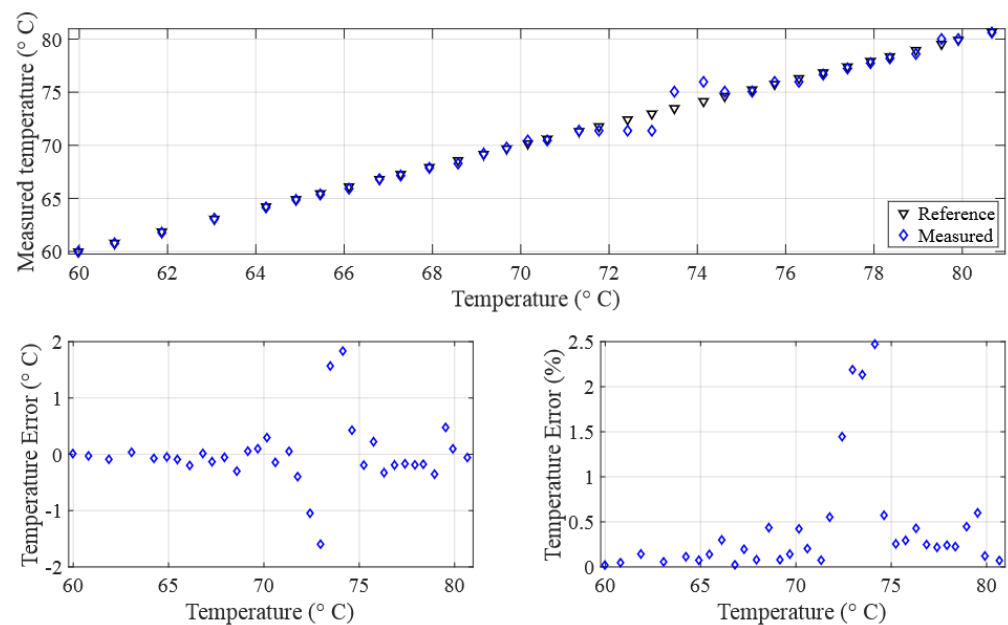 Measured temperature (° C)
80
75
70
65
60
60 62 64 66 68 70 72 74 76 78 80
Temperature (° C)
Reference
Measured
Temperature Error (° C)
2
1
0
-1
-2
60 65 70 75 80
Temperature (° C)
Temperature Error (%)
2.5
2
1.5
1
0.5
0
60 65 70 75 80
Temperature (° C)